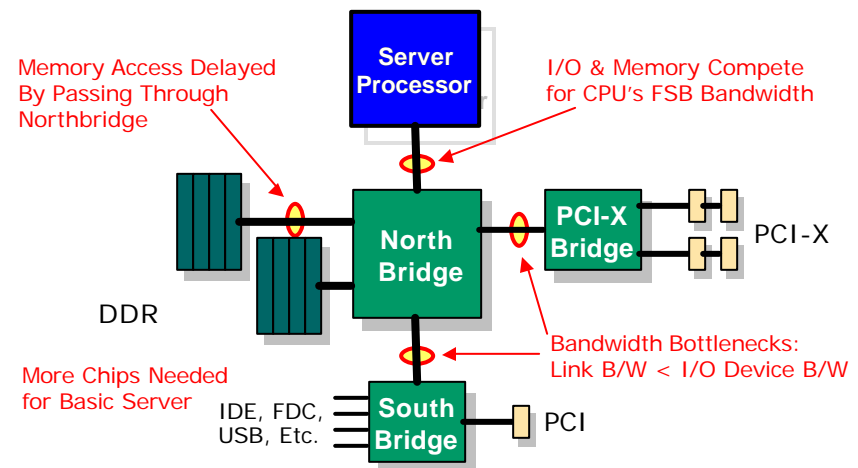 Server
Processor
Memory Access Delayed
By Passing Through
Northbridge
I/O & Memory Compete
for CPU's FSB Bandwidth
North
Bridge
PCI-X
Bridge
PCI-X
DDR
Bandwidth Bottlenecks:
Link B/W < I/O Device B/W
More Chips Needed
for Basic Server
IDE, FDC,
USB, Etc.
South
Bridge
PCI